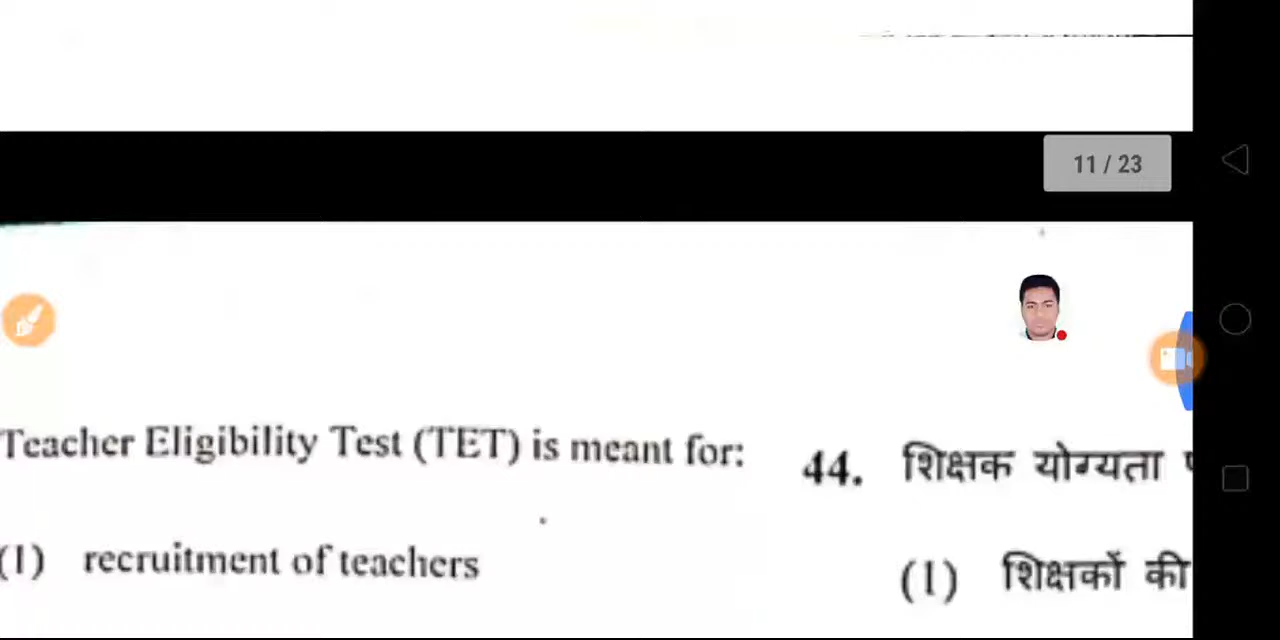 11 / 23
Teacher Eligibility Test (TET) is meant for:
(1) recruitment of teachers
44. शिक्षक योग्यता
(1) शिक्षकों की